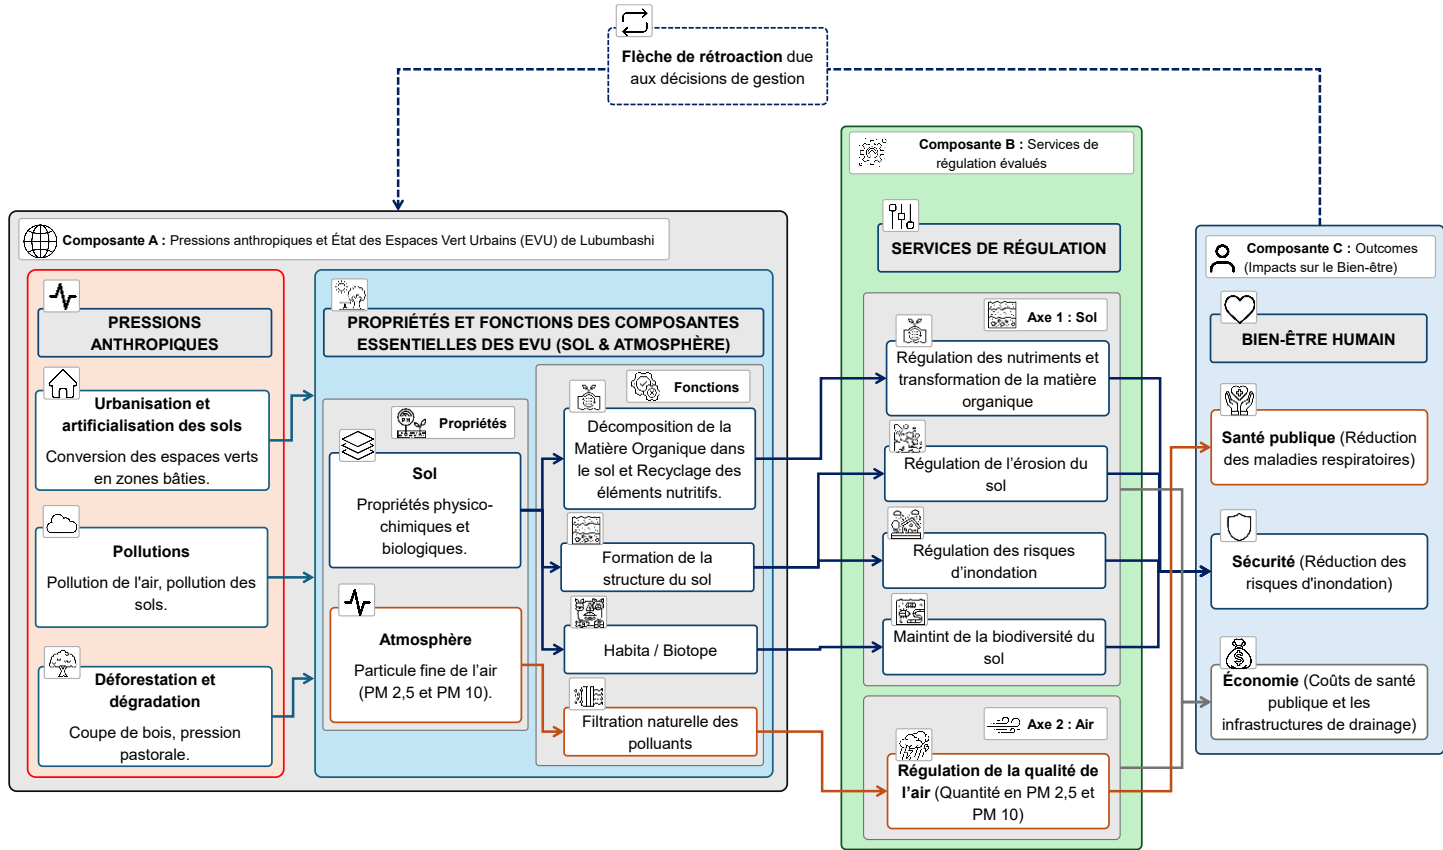 Flèche de rétroaction due
aux décisions de gestion
Composante A : Pressions anthropiques et État des Espaces Vert Urbains (EVU) de Lubumbashi
PRESSIONS
ANTHROPIQUES
Urbanisation et
artificialisation des sols
Conversion des espaces verts
en zones bâties.
Pollutions
Pollution de l'air, pollution des
sols.
Déforestation et
dégradation
Coupe de bois, pression
pastorale.
PROPRIÉTÉS ET FONCTIONS DES COMPOSANTES
ESSENTIELLES DES EVU (SOL & ATMOSPHÈRE)
Propriétés
Sol
Propriétés physico-
chimiques et
biologiques.
Atmosphère
Particule fine de l’air
(PM 2,5 et PM 10).
Fonctions
Décomposition de la
Matière Organique dans
le sol et Recyclage des
éléments nutritifs.
Formation de la
structure du sol
Habita / Biotope
Filtration naturelle des
polluants
Composante B : Services de
régulation évalués
SERVICES DE RÉGULATION
Axe 1 : Sol
Régulation des nutriments et
transformation de la matière
organique
Régulation de l’érosion du
sol
Régulation des risques
d’inondation
Maintint de la biodiversité du
sol
Axe 2 : Air
Régulation de la qualité de
l’air (Quantité en PM 2,5 et
PM 10)
Composante C : Outcomes
(Impacts sur le Bien-être)
BIEN-ÊTRE HUMAIN
Santé publique (Réduction
des maladies respiratoires)
Sécurité (Réduction des
risques d'inondation)
Économie (Coûts de santé
publique et les
infrastructures de drainage)